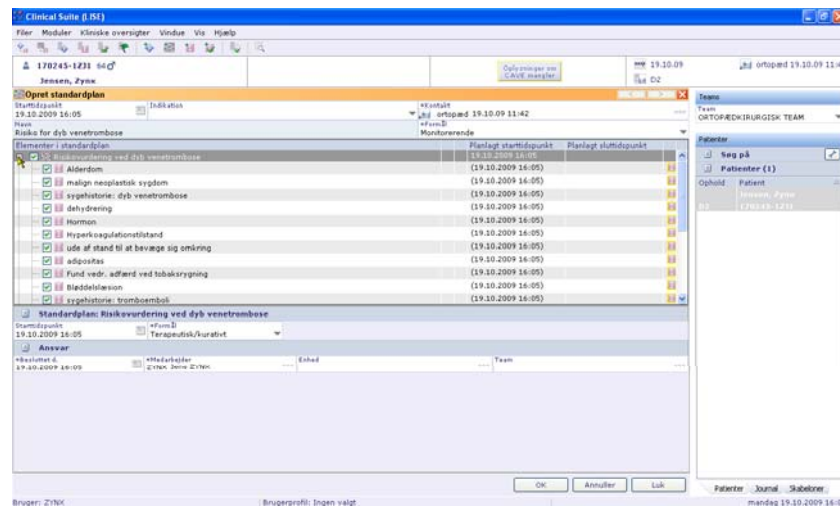 Clinical Suite (LISE)
Filer Moduler Kliniske oversigter Vindue Vis Hjælp
170245-1231 64
Jensen, Zynx
Oplysninger om
CAVE mangler
19.10.09
D2
ortopæd 19.10.09 11:4
Opret standardplan
Starttidspunkt
19.10.2009 16:05
Indikation
*Kontakt
ortopæd 19.10.09 11:42
Navn
Risiko for dyb venetrombose
*Formål
Monitorerende
Elementer i standardplan Planlagt starttidspunkt Planlagt sluttidspunkt
Risikovurdering ved dyb venetrombose 19.10.2009 16:05
Alderdom (19.10.2009 16:05)
malign neoplastisk sygdom (19.10.2009 16:05)
sygehistorie: dyb venetrombose (19.10.2009 16:05)
dehydrering (19.10.2009 16:05)
Hormon (19.10.2009 16:05)
Hyperkoagulationstilstand (19.10.2009 16:05)
ude af stand til at bevæge sig omkring (19.10.2009 16:05)
adipositas (19.10.2009 16:05)
Fund vedr. adfærd ved tobaksrygning (19.10.2009 16:05)
Bløddelslæsion (19.10.2009 16:05)
sygehistorie: tromboemboli (19.10.2009 16:05)
Standardplan: Risikovurdering ved dyb venetrombose
Starttidspunkt
19.10.2009 16:05
*Formål
Terapeutisk/kurativt
Ansvar
*Besluttet d.
19.10.2009 16:05
*Medarbejder
ZYNX ZYNX
Enhed
Team
OK Annuller Luk
Teams
Team
ORTOPÆDKIRURGISK TEAM
Patienter
Søg på
Patienter (1)
Ophold Patient
Jensen, Zynx
D2 (170245-1231)
Patienter Journal Skabeloner
Bruger: ZYNX Brugerprofil: Ingen valgt mandag 19.10.2009 16:0